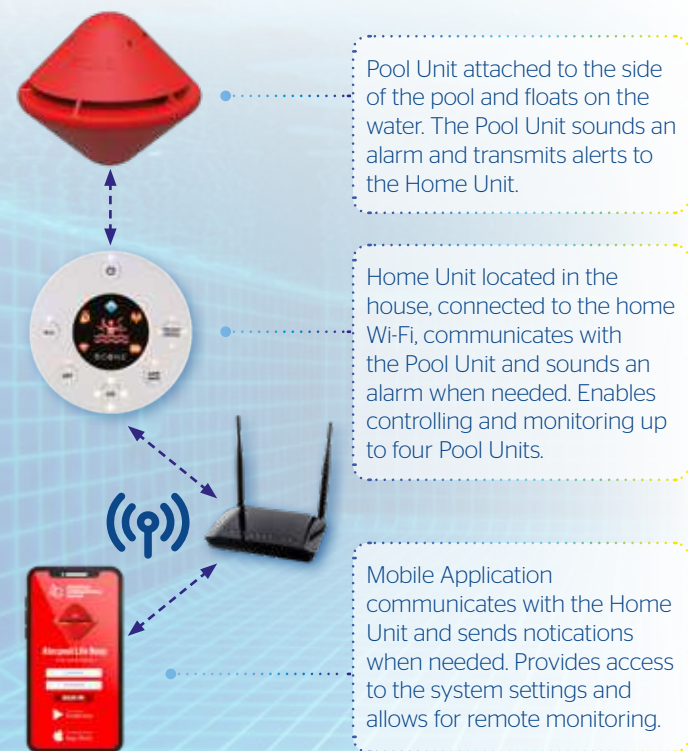 Pool Unit attached to the side
of the pool and floats on the
water. The Pool Unit sounds an
alarm and transmits alerts to
the Home Unit.
Home Unit located in the
house, connected to the home
Wi-Fi, communicates with
the Pool Unit and sounds an
alarm when needed. Enables
controlling and monitoring up
to four Pool Units.
Mobile Application
communicates with the Home
Unit and sends notications
when needed. Provides access
to the system settings and
allows for remote monitoring.